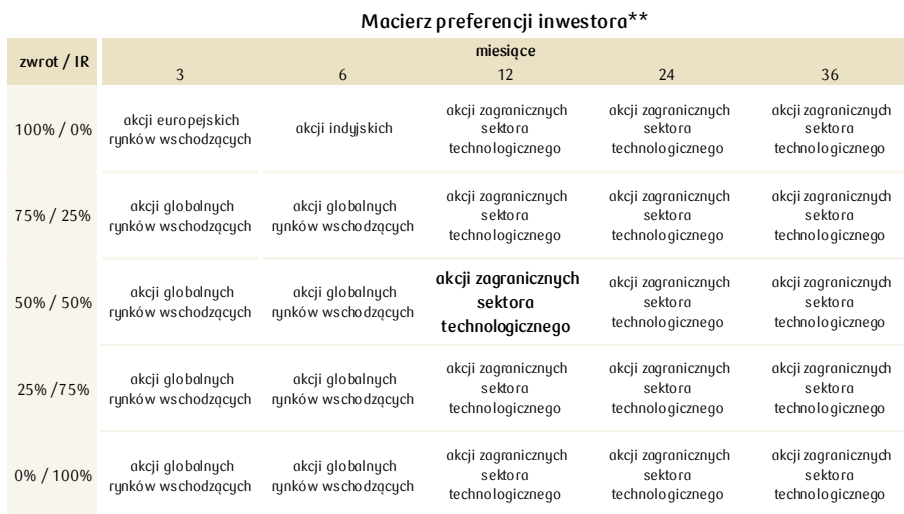 Macierz preferencji inwestora**
zwrot / IR
miesiące
3 6 12 24 36
100% / 0%
akcji europejskich
rynków wschodzących
akcji indyjskich
akcji zagranicznych
sektora
technologicznego
akcji zagranicznych
sektora
technologicznego
akcji zagranicznych
sektora
technologicznego
75% / 25%
akcji globalnych
rynków wschodzących
akcji globalnych
rynków wschodzących
akcji zagranicznych
sektora
technologicznego
akcji zagranicznych
sektora
technologicznego
akcji zagranicznych
sektora
technologicznego
50% / 50%
akcji globalnych
rynków wschodzących
akcji globalnych
rynków wschodzących
akcji zagranicznych
sektora
technologicznego
akcji zagranicznych
sektora
technologicznego
akcji zagranicznych
sektora
technologicznego
25% /75%
akcji globalnych
rynków wschodzących
akcji globalnych
rynków wschodzących
akcji zagranicznych
sektora
technologicznego
akcji zagranicznych
sektora
technologicznego
akcji zagranicznych
sektora
technologicznego
0% / 100%
akcji globalnych
rynków wschodzących
akcji globalnych
rynków wschodzących
akcji zagranicznych
sektora
technologicznego
akcji zagranicznych
sektora
technologicznego
akcji zagranicznych
sektora
technologicznego